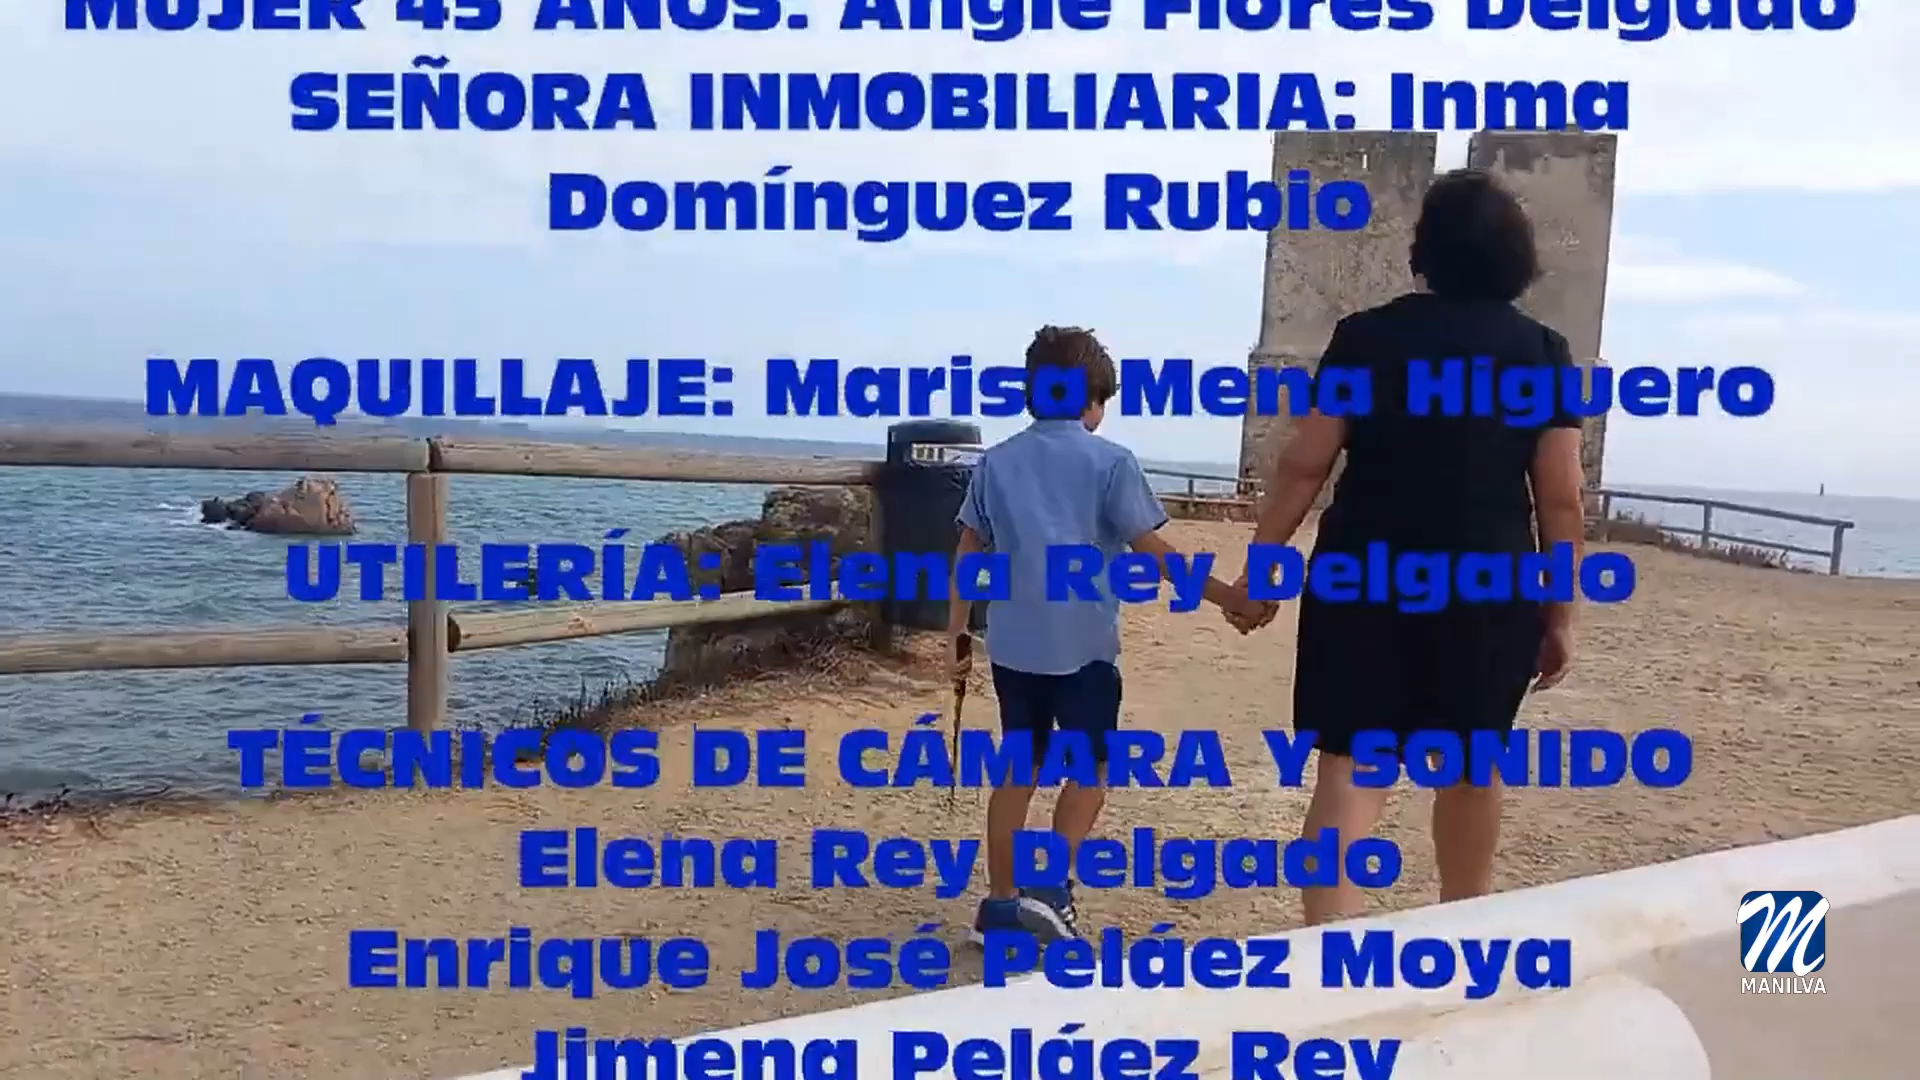 MUJER 45 AÑOS: Angie Flores Delgado
SEÑORA INMOBILIARIA: Inma
Domínguez Rubio
MAQUILLAJE: Marisa Mena Higuero
UTILERÍA: Elena Rey Delgado
TÉCNICOS DE CÁMARA Y SONIDO
Elena Rey Delgado
Enrique José Peláez Moya
Jimena Peláez Rey
M
MANILVA